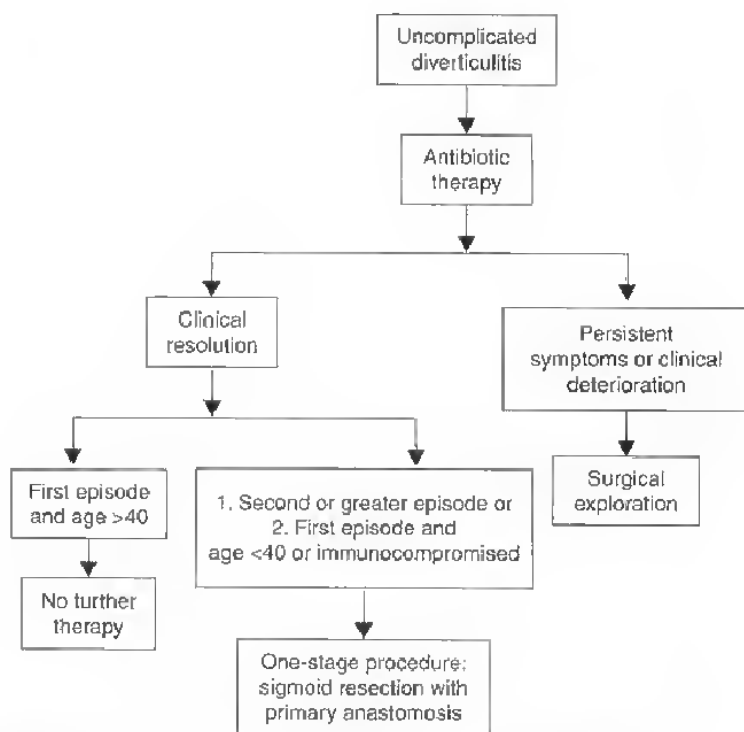 Uncomplicated
diverticulitis
Antibiotic
therapy
Clinical
resolution
Persistent
symptoms or clinical
deterioration
First episode
and age >40
1. Second or greater episode or
2. First episode and
age <40 or immunocompromised
Surgical
exploration
No further
therapy
One-stage procedure:
sigmoid resection with
primary anastomosis